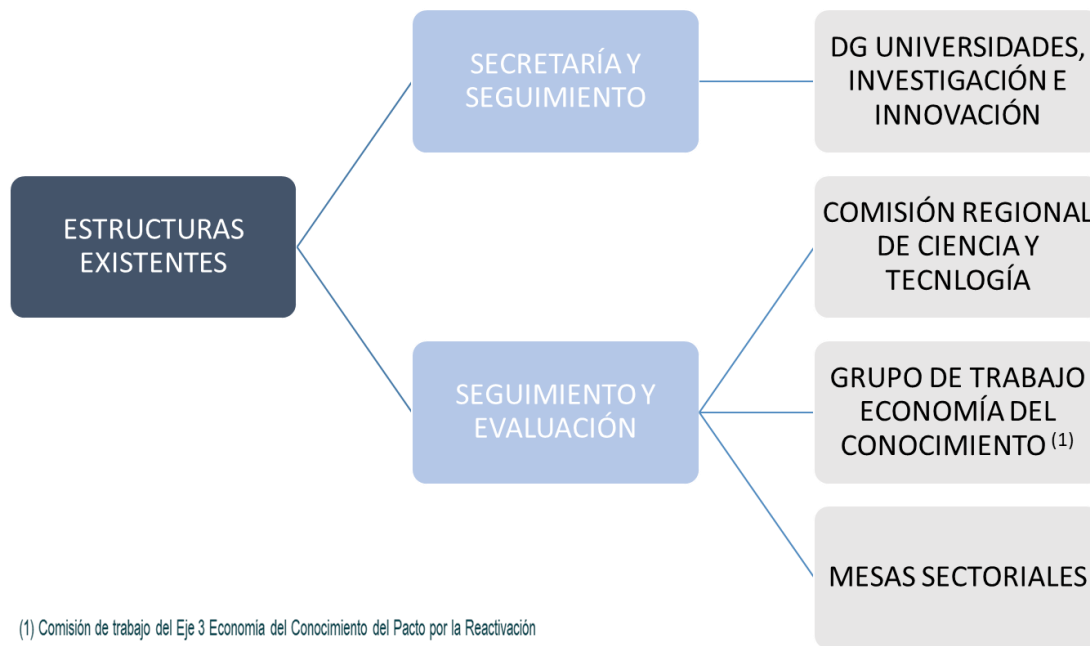 ESTRUCTURAS
EXISTENTES
SECRETARÍA Y
SEGUIMIENTO
DG UNIVERSIDADES,
INVESTIGACIÓN E
INNOVACIÓN
SEGUIMIENTO Y
EVALUACIÓN
COMISIÓN REGIONAL
DE CIENCIA Y
TECNLOGÍA
GRUPO DE TRABAJO
ECONOMÍA DEL
CONOCIMIENTO (1)
MESAS SECTORIALES
(1) Comisión de trabajo del Eje 3 Economía del Conocimiento del Pacto por la Reactivación